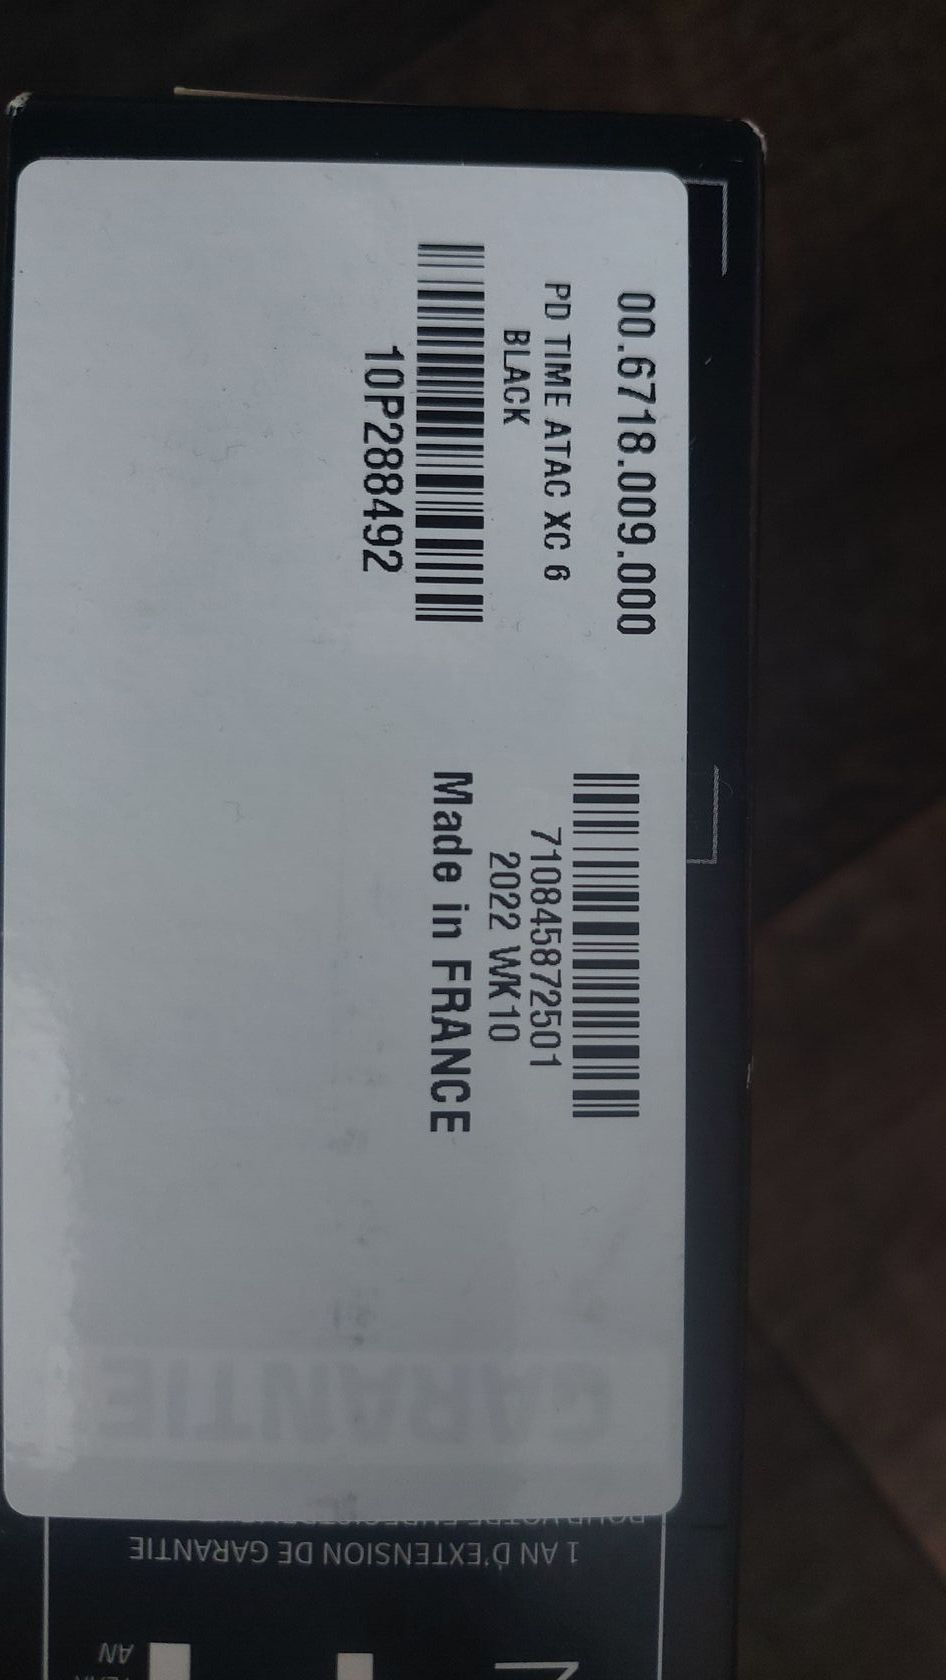 00.6718.009.000
PD TIME ATAC XC 6
BLACK
10P288492
710845872501
2022 WK10
Made in FRANCE
GARANTIE
1 AN D'EXTENSION DE GARANTIE
AN